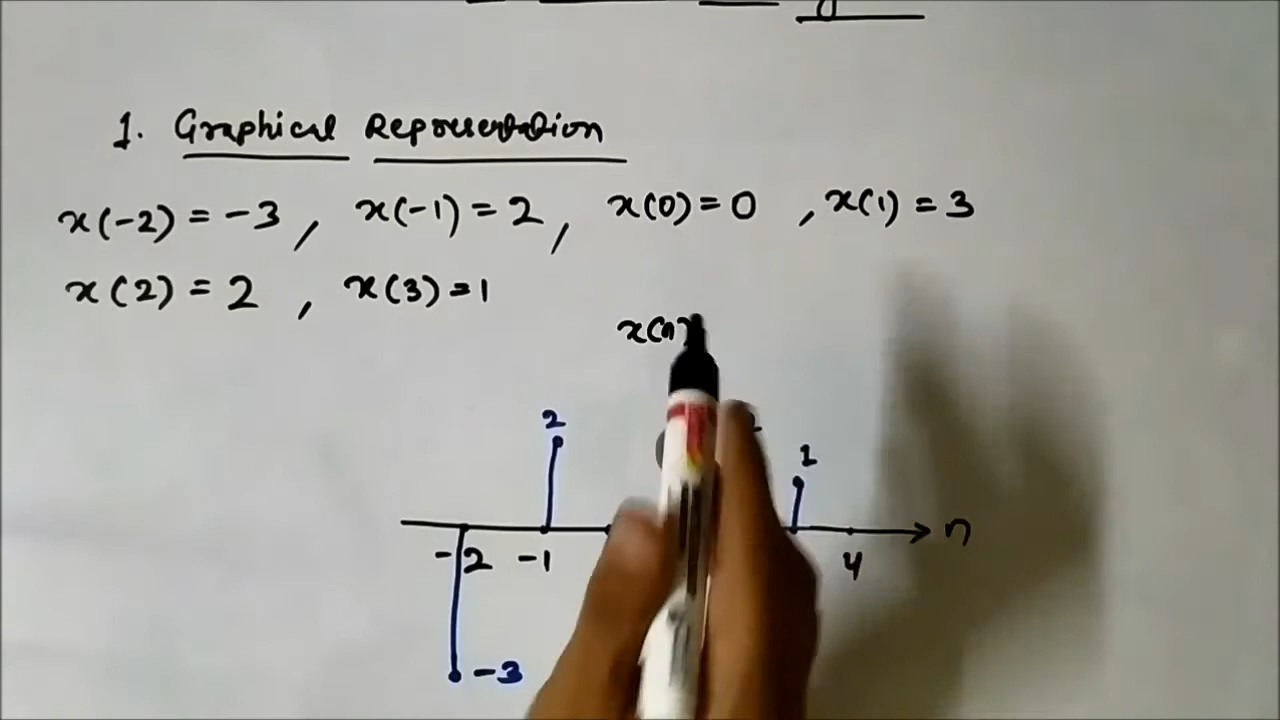 1. Graphical Representation
x(-2) = -3 , x(-1) = 2 , x(0) = 0 , x(1) = 3
x(2) = 2 , x(3) = 1
x(n)
2
1
n
-2 -1 4
-3